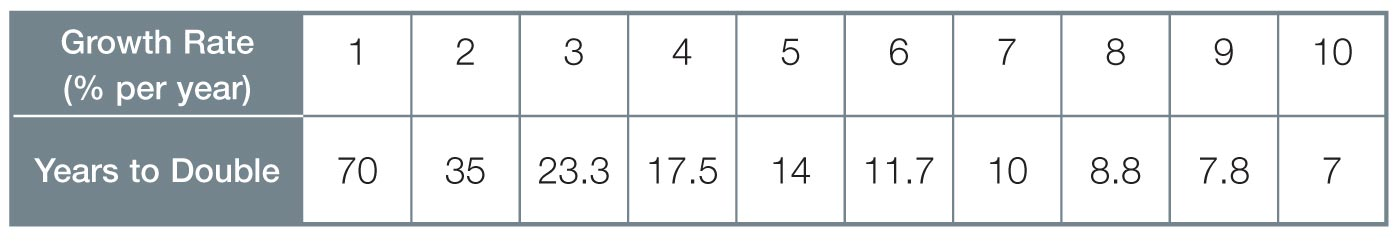 Growth Rate
(% per year) 1 2 3 4 5 6 7 8 9 10
Years to Double 70 35 23.3 17.5 14 11.7 10 8.8 7.8 7